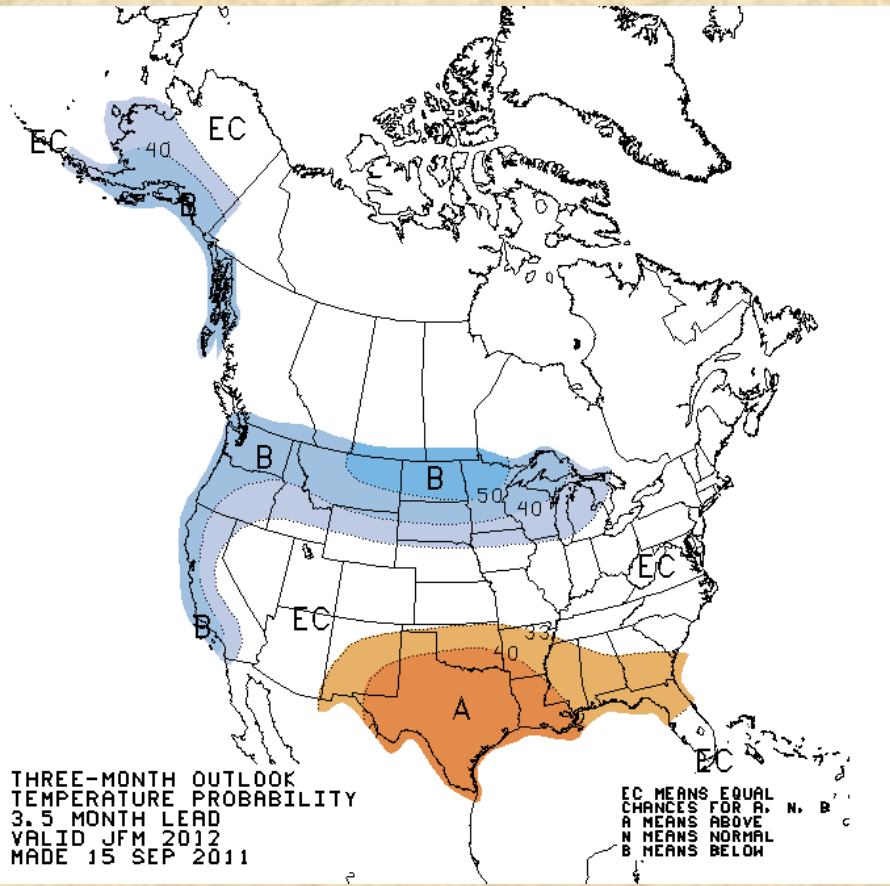 EC
EC
40
B
B
B
50
40
EC
B
EC
33
40
A
EC
THREE-MONTH OUTLOOK
TEMPERATURE PROBABILITY
3.5 MONTH LEAD
VALID JFM 2012
MADE 15 SEP 2011
EC MEANS EQUAL
CHANCES FOR A, N, B
A MEANS ABOVE
N MEANS NORMAL
B MEANS BELOW